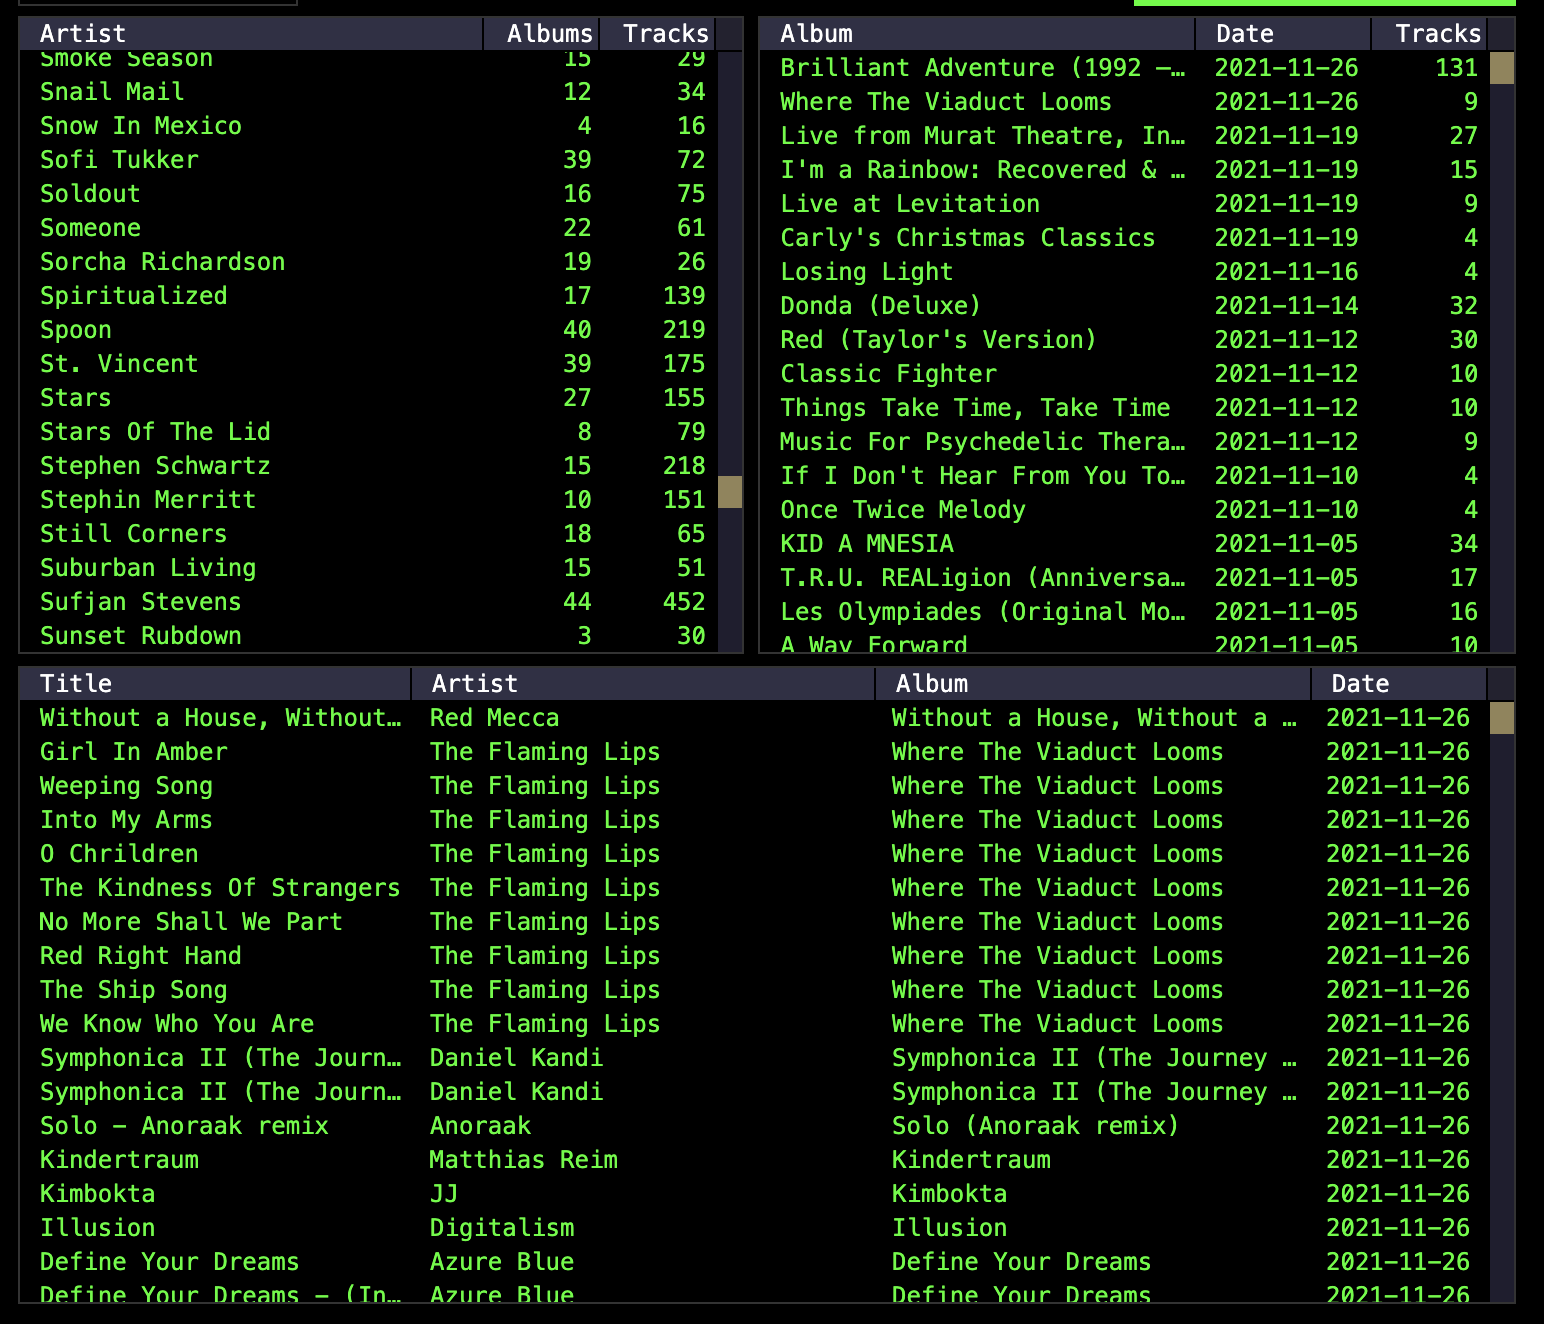 Artist Albums Tracks
Smoke Season 15 29
Snail Mail 12 34
Snow In Mexico 4 16
Sofi Tukker 39 72
Soldout 16 75
Someone 22 61
Sorcha Richardson 19 26
Spiritualized 17 139
Spoon 40 219
St. Vincent 39 175
Stars 27 155
Stars Of The Lid 8 79
Stephen Schwartz 15 218
Stephin Merritt 10 151
Still Corners 18 65
Suburban Living 15 51
Sufjan Stevens 44 452
Sunset Rubdown 3 30
Album Date Tracks
Brilliant Adventure (1992 –… 2021-11-26 131
Where The Viaduct Looms 2021-11-26 9
Live from Murat Theatre, In… 2021-11-19 27
I'm a Rainbow: Recovered & … 2021-11-19 15
Live at Levitation 2021-11-19 9
Carly's Christmas Classics 2021-11-19 4
Losing Light 2021-11-16 4
Donda (Deluxe) 2021-11-14 32
Red (Taylor's Version) 2021-11-12 30
Classic Fighter 2021-11-12 10
Things Take Time, Take Time 2021-11-12 10
Music For Psychedelic Thera… 2021-11-12 9
If I Don't Hear From You To… 2021-11-10 4
Once Twice Melody 2021-11-10 4
KID A MNESIA 2021-11-05 34
T.R.U. REALigion (Anniversa… 2021-11-05 17
Les Olympiades (Original Mo… 2021-11-05 16
A Way Forward 2021-11-05 10
Title Artist Album Date
Without a House, Without… Red Mecca Without a House, Without a … 2021-11-26
Girl In Amber The Flaming Lips Where The Viaduct Looms 2021-11-26
Weeping Song The Flaming Lips Where The Viaduct Looms 2021-11-26
Into My Arms The Flaming Lips Where The Viaduct Looms 2021-11-26
O Chrildren The Flaming Lips Where The Viaduct Looms 2021-11-26
The Kindness Of Strangers The Flaming Lips Where The Viaduct Looms 2021-11-26
No More Shall We Part The Flaming Lips Where The Viaduct Looms 2021-11-26
Red Right Hand The Flaming Lips Where The Viaduct Looms 2021-11-26
The Ship Song The Flaming Lips Where The Viaduct Looms 2021-11-26
We Know Who You Are The Flaming Lips Where The Viaduct Looms 2021-11-26
Symphonica II (The Journ… Daniel Kandi Symphonica II (The Journey … 2021-11-26
Symphonica II (The Journ… Daniel Kandi Symphonica II (The Journey … 2021-11-26
Solo – Anoraak remix Anoraak Solo (Anoraak remix) 2021-11-26
Kindertraum Matthias Reim Kindertraum 2021-11-26
Kimbokta JJ Kimbokta 2021-11-26
Illusion Digitalism Illusion 2021-11-26
Define Your Dreams Azure Blue Define Your Dreams 2021-11-26
Define Your Dreams – (In… Azure Blue Define Your Dreams 2021-11-26